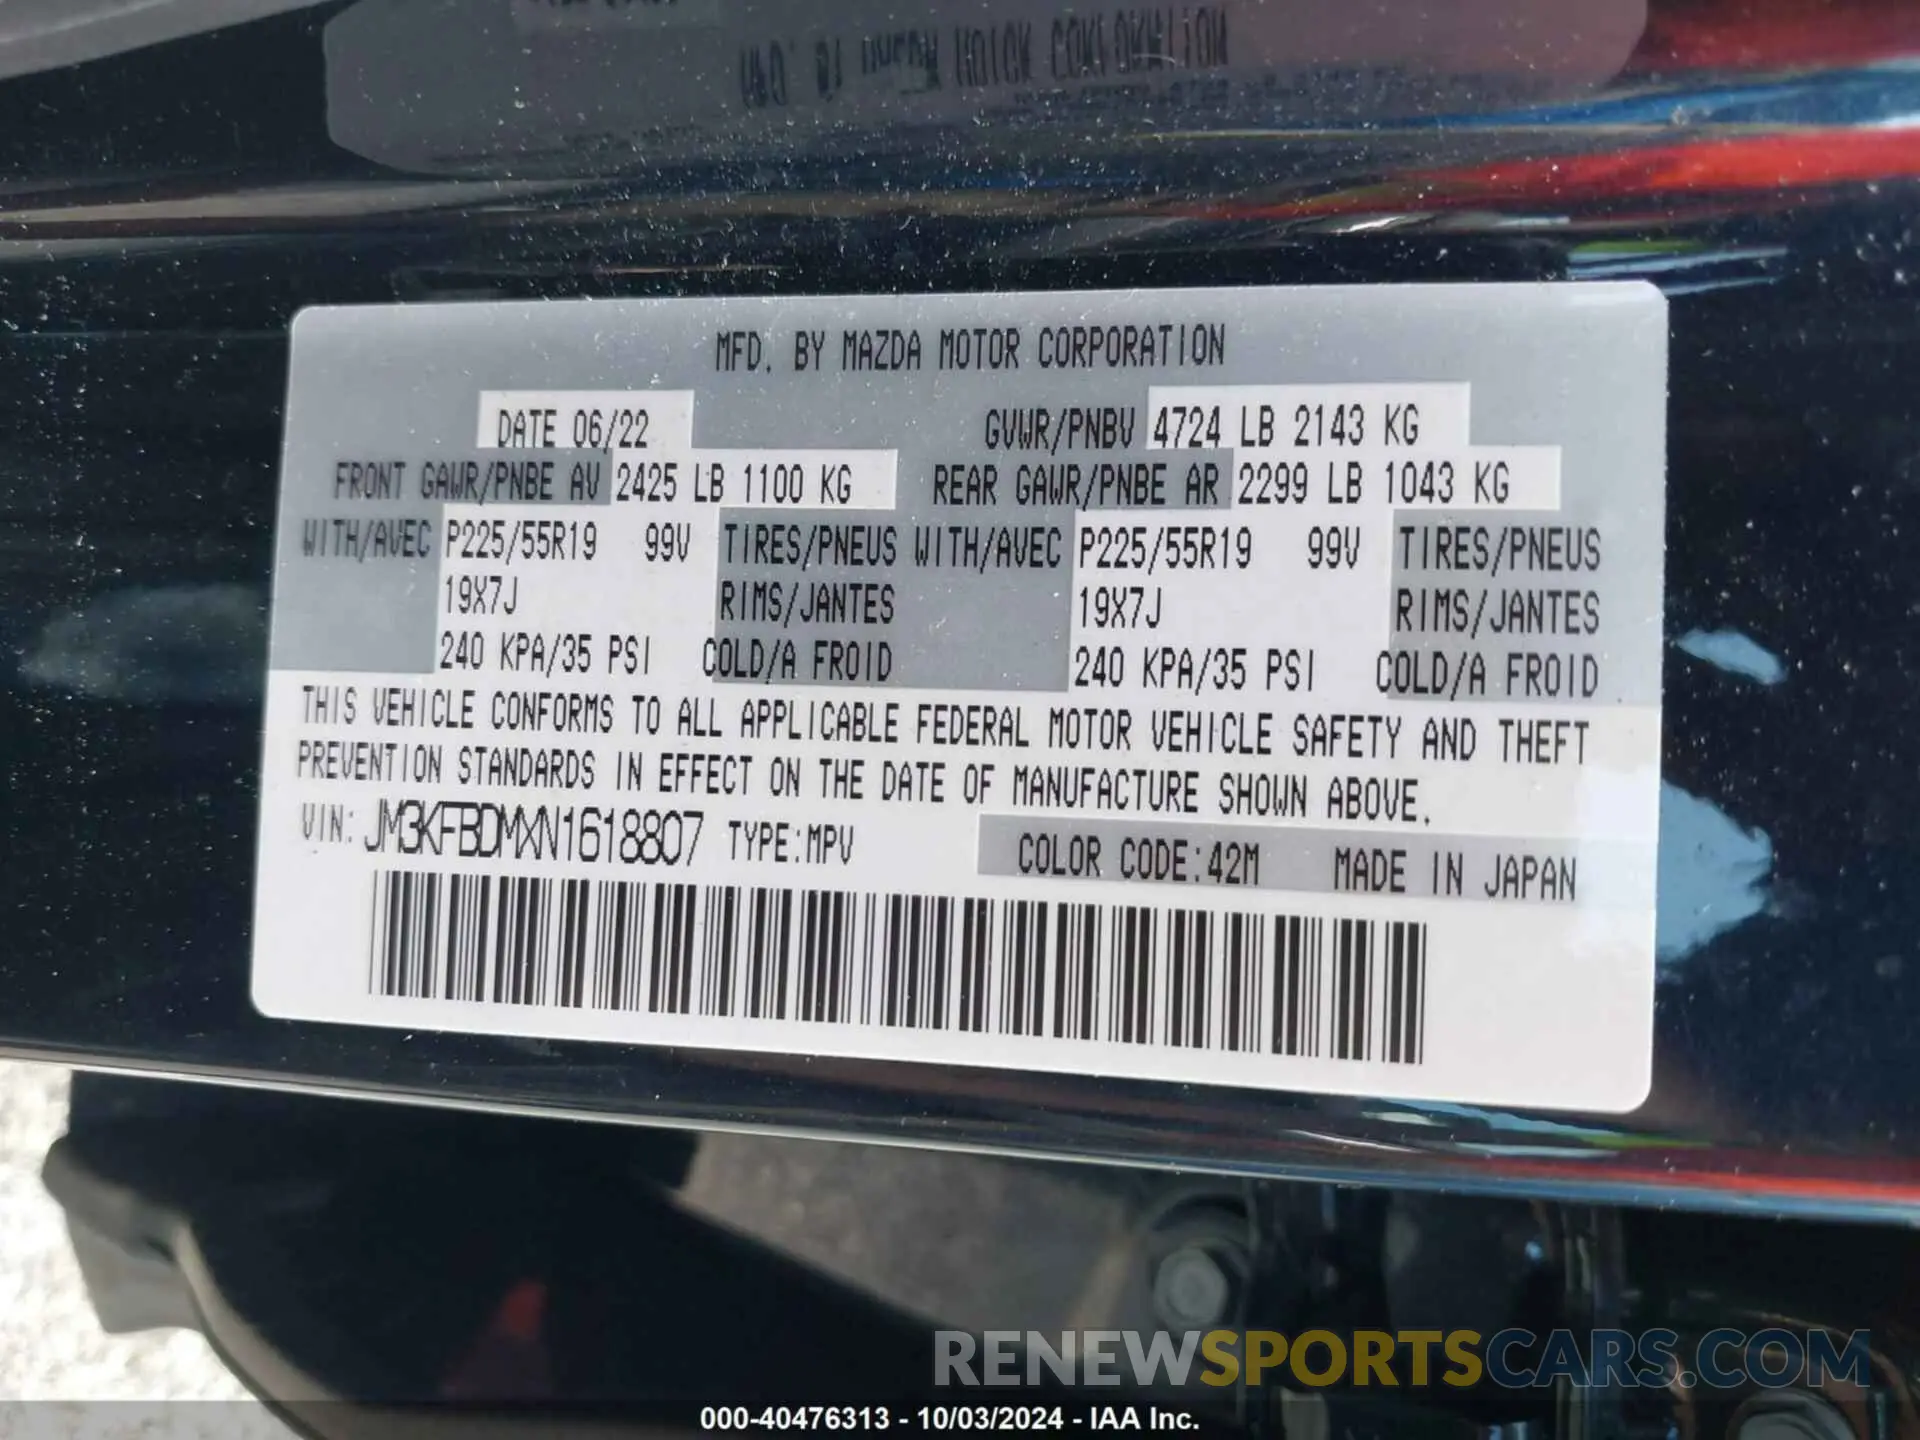 MFD. BY MAZDA MOTOR CORPORATION
DATE 06/22 GVWR/PNBV 4724 LB 2143 KG
FRONT GAWR/PNBE AV 2425 LB 1100 KG REAR GAWR/PNBE AR 2299 LB 1043 KG
WITH/AVEC P225/55R19 99V TIRES/PNEUS WITH/AVEC P225/55R19 99V TIRES/PNEUS
19X7J RIMS/JANTES 19X7J RIMS/JANTES
240 KPA/35 PSI COLD/A FROID 240 KPA/35 PSI COLD/A FROID
THIS VEHICLE CONFORMS TO ALL APPLICABLE FEDERAL MOTOR VEHICLE SAFETY AND THEFT
PREVENTION STANDARDS IN EFFECT ON THE DATE OF MANUFACTURE SHOWN ABOVE.
VIN: JM3KFBDMXN1618807 TYPE:MPV COLOR CODE:42M MADE IN JAPAN
RENEWSPORTSCARS.COM
000-40476313 - 10/03/2024 - IAA Inc.